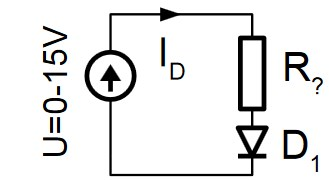 U=0-15V
I_D
R_?
D_1